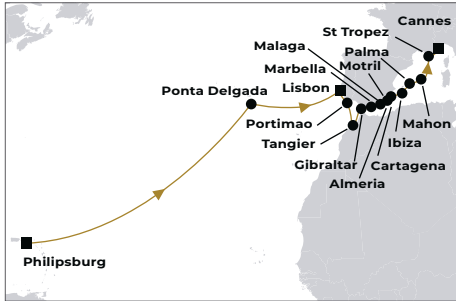 Cannes
St Tropez
Malaga
Palma
Motril
Marbella
Lisbon
Ponta Delgada
Portimao
Mahon
Tangier
Ibiza
Gibraltar
Cartagena
Almeria
Philipsburg